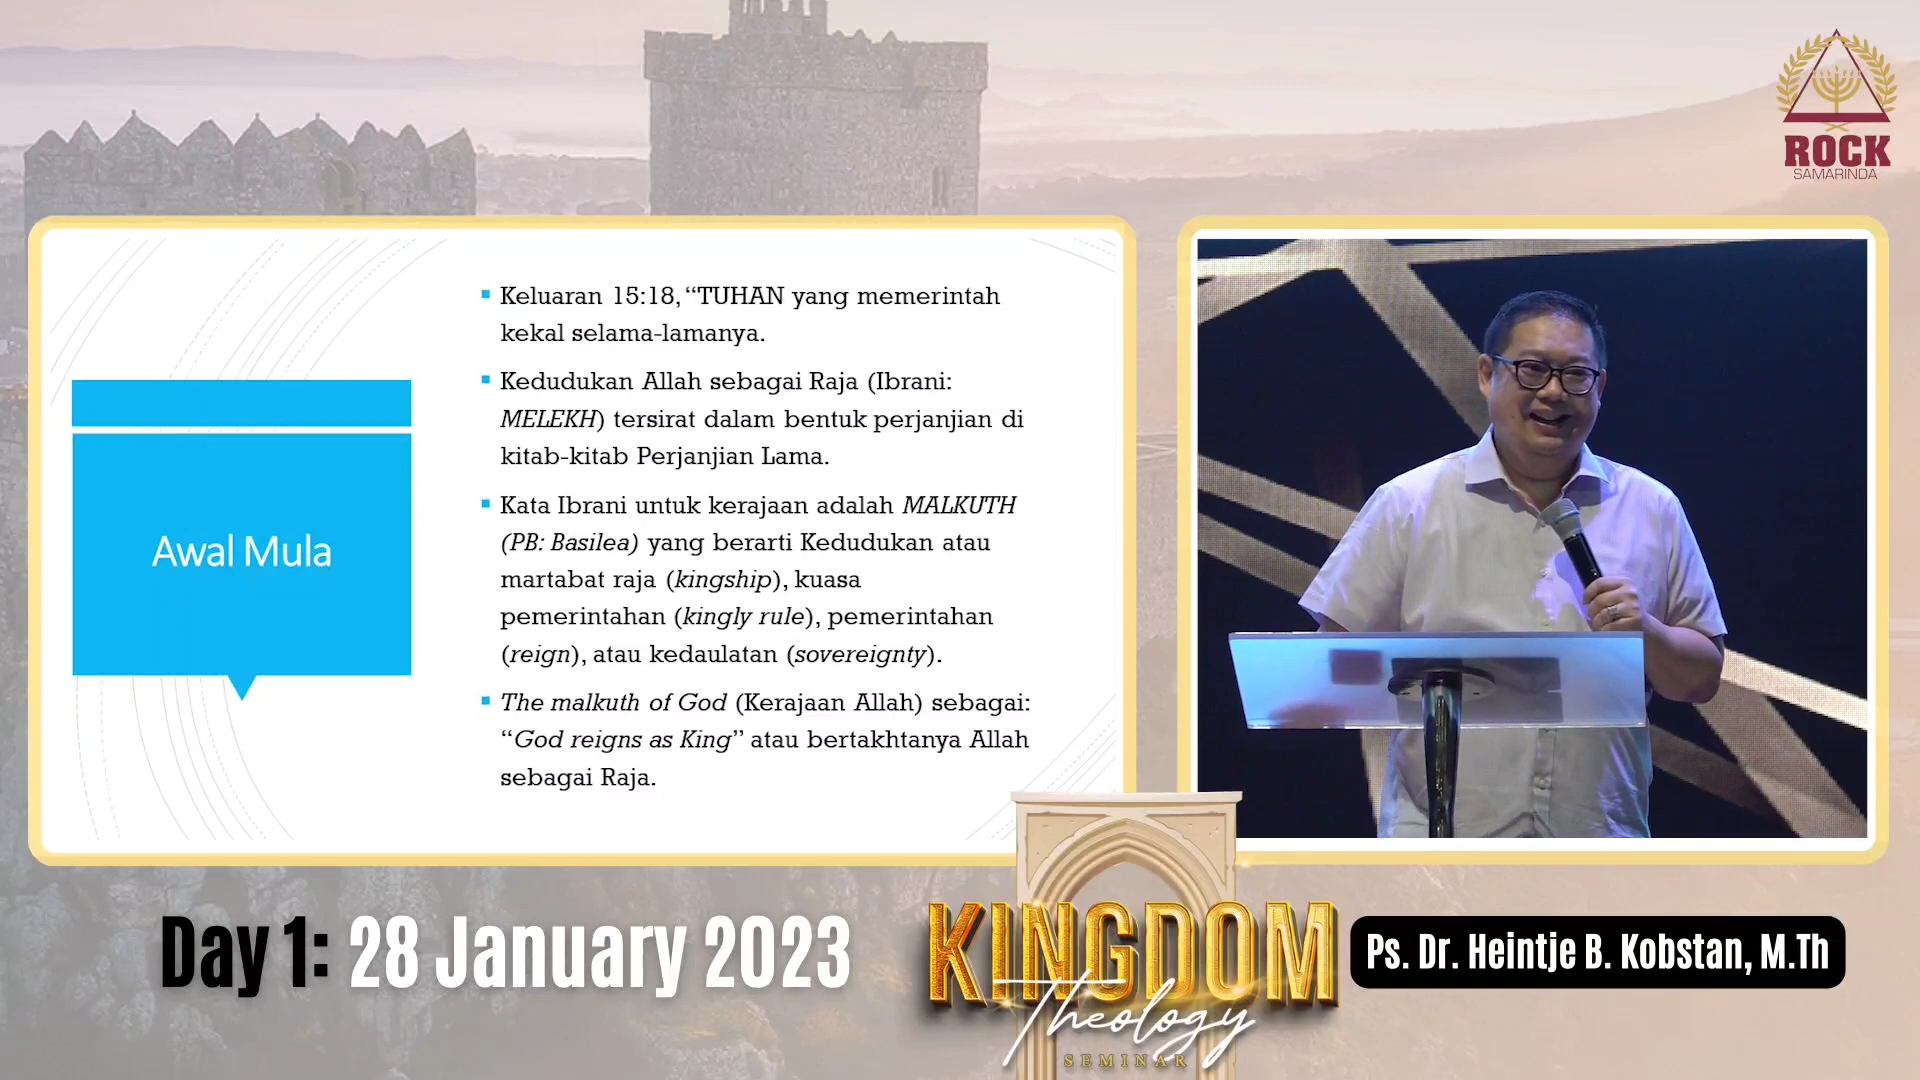 ROCK
SAMARINDA
Awal Mula
Keluaran 15:18, “TUHAN yang memerintah
kekal selama-lamanya.
Kedudukan Allah sebagai Raja (Ibrani:
MELEKH) tersirat dalam bentuk perjanjian di
kitab-kitab Perjanjian Lama.
Kata Ibrani untuk kerajaan adalah MALKUTH
(PB: Basilea) yang berarti Kedudukan atau
martabat raja (kingship), kuasa
pemerintahan (kingly rule), pemerintahan
(reign), atau kedaulatan (sovereignty).
The malkuth of God (Kerajaan Allah) sebagai:
“God reigns as King” atau bertakhtanya Allah
sebagai Raja.
Day 1: 28 January 2023
KINGDOM
Theology
SEMINAR
Ps. Dr. Heintje B. Kobstan, M.Th